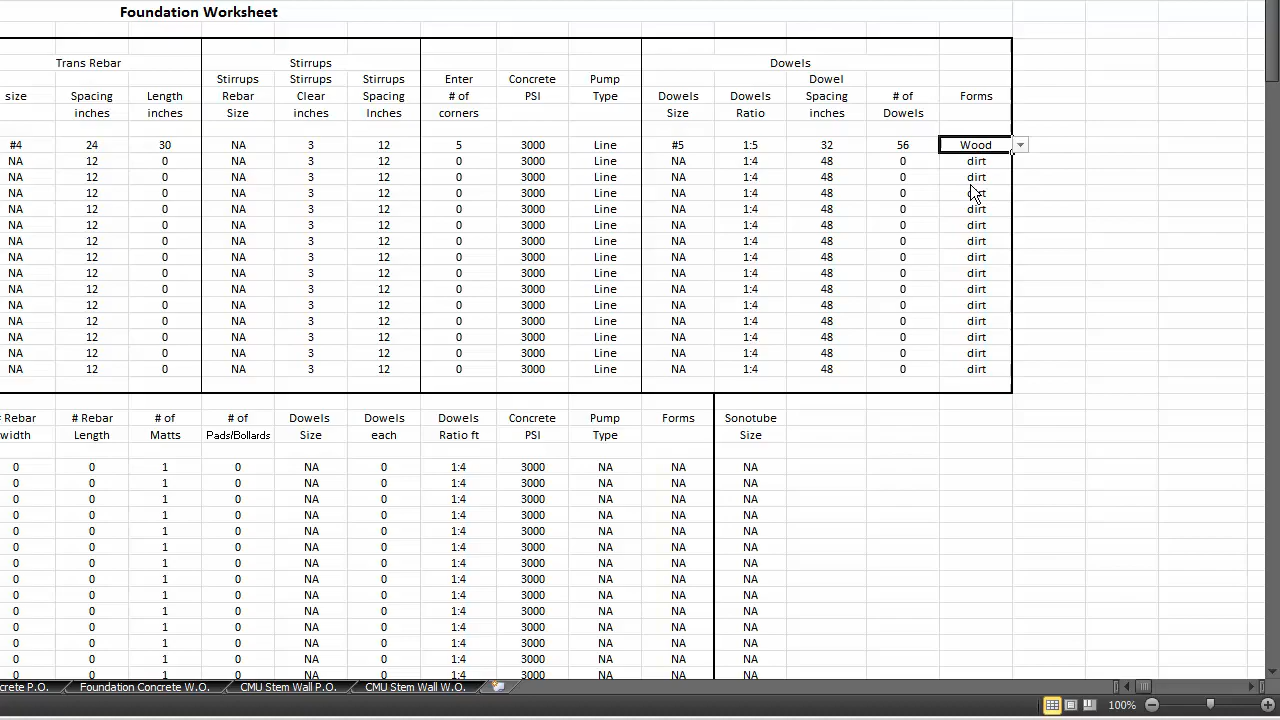 Foundation Worksheet
Trans Rebar Stirrups Dowels
Stirrups Stirrups Stirrups Enter Concrete Pump Dowel
size Spacing Length Rebar Clear Spacing # of PSI Type Dowels Dowels Spacing # of Forms
inches inches Size inches Inches corners Size Ratio inches Dowels
#4 24 30 NA 3 12 5 3000 Line #5 1:5 32 56 Wood
NA 12 0 NA 3 12 0 3000 Line NA 1:4 48 0 dirt
NA 12 0 NA 3 12 0 3000 Line NA 1:4 48 0 dirt
NA 12 0 NA 3 12 0 3000 Line NA 1:4 48 0 dirt
NA 12 0 NA 3 12 0 3000 Line NA 1:4 48 0 dirt
NA 12 0 NA 3 12 0 3000 Line NA 1:4 48 0 dirt
NA 12 0 NA 3 12 0 3000 Line NA 1:4 48 0 dirt
NA 12 0 NA 3 12 0 3000 Line NA 1:4 48 0 dirt
NA 12 0 NA 3 12 0 3000 Line NA 1:4 48 0 dirt
NA 12 0 NA 3 12 0 3000 Line NA 1:4 48 0 dirt
NA 12 0 NA 3 12 0 3000 Line NA 1:4 48 0 dirt
NA 12 0 NA 3 12 0 3000 Line NA 1:4 48 0 dirt
NA 12 0 NA 3 12 0 3000 Line NA 1:4 48 0 dirt
NA 12 0 NA 3 12 0 3000 Line NA 1:4 48 0 dirt
NA 12 0 NA 3 12 0 3000 Line NA 1:4 48 0 dirt
# Rebar # Rebar # of # of Dowels Dowels Dowels Concrete Pump Forms Sonotube
width Length Matts Pads/Bollards Size each Ratio ft PSI Type Size
0 0 1 0 NA 0 1:4 3000 NA NA NA
0 0 1 0 NA 0 1:4 3000 NA NA NA
0 0 1 0 NA 0 1:4 3000 NA NA NA
0 0 1 0 NA 0 1:4 3000 NA NA NA
0 0 1 0 NA 0 1:4 3000 NA NA NA
0 0 1 0 NA 0 1:4 3000 NA NA NA
0 0 1 0 NA 0 1:4 3000 NA NA NA
0 0 1 0 NA 0 1:4 3000 NA NA NA
0 0 1 0 NA 0 1:4 3000 NA NA NA
0 0 1 0 NA 0 1:4 3000 NA NA NA
0 0 1 0 NA 0 1:4 3000 NA NA NA
0 0 1 0 NA 0 1:4 3000 NA NA NA
0 0 1 0 NA 0 1:4 3000 NA NA NA
0 0 1 0 NA 0 1:4 3000 NA NA NA
crete P.O. Foundation Concrete W.O. CMU Stem Wall P.O. CMU Stem Wall W.O.
100%